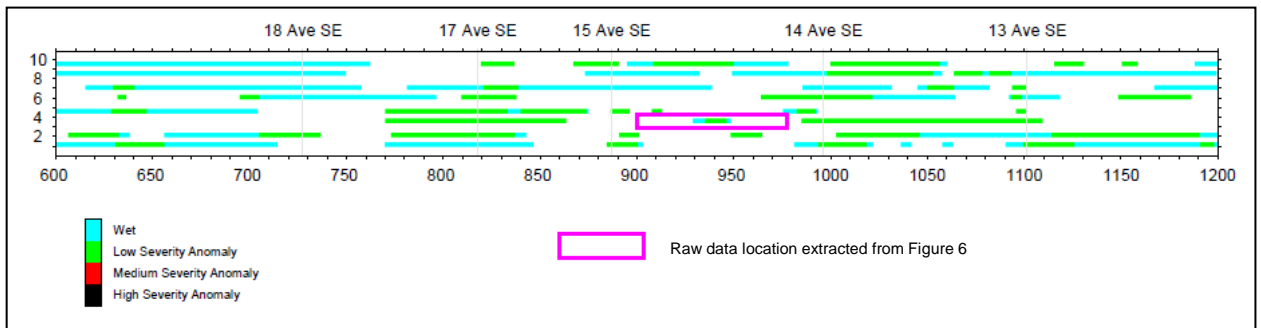 18 Ave SE 17 Ave SE 15 Ave SE 14 Ave SE 13 Ave SE
10
8
6
4
2
600 650 700 750 800 850 900 950 1000 1050 1100 1150 1200
Wet
Low Severity Anomaly
Medium Severity Anomaly
High Severity Anomaly
Raw data location extracted from Figure 6